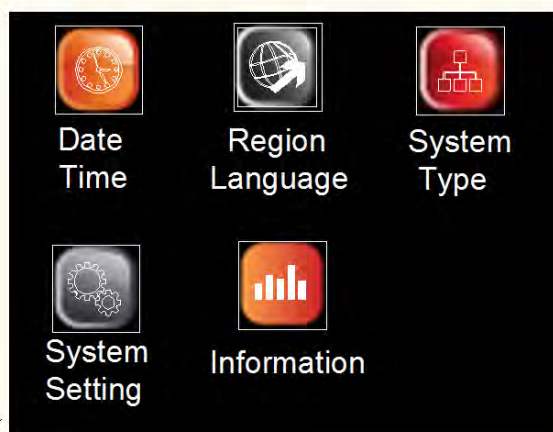 Date
Time
Region
Language
System
Type
System
Setting
Information